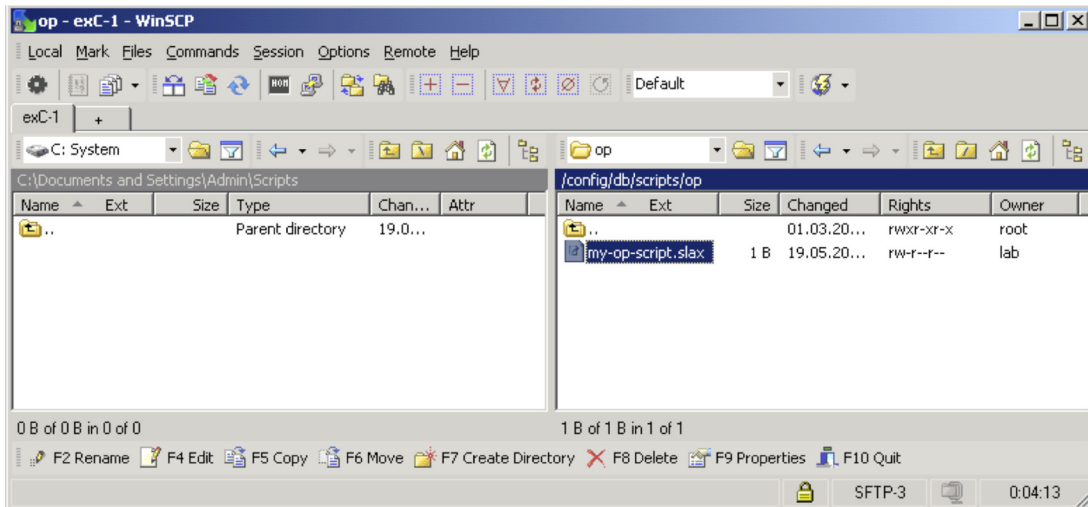 op - exC-1 - WinSCP
Local Mark Files Commands Session Options Remote Help
Default
exC-1 +
C: System
op
C:\Documents and Settings\Admin\Scripts
/config/db/scripts/op
Name Ext Size Type Chan... Attr
Name Ext Size Changed Rights Owner
.. Parent directory 19.0...
.. 01.03.20... rwxr-xr-x root
my-op-script.slax 1 B 19.05.20... rw-r--r-- lab
0 B of 0 B in 0 of 0
1 B of 1 B in 1 of 1
F2 Rename F4 Edit F5 Copy F6 Move F7 Create Directory F8 Delete F9 Properties F10 Quit
SFTP-3 0:04:13